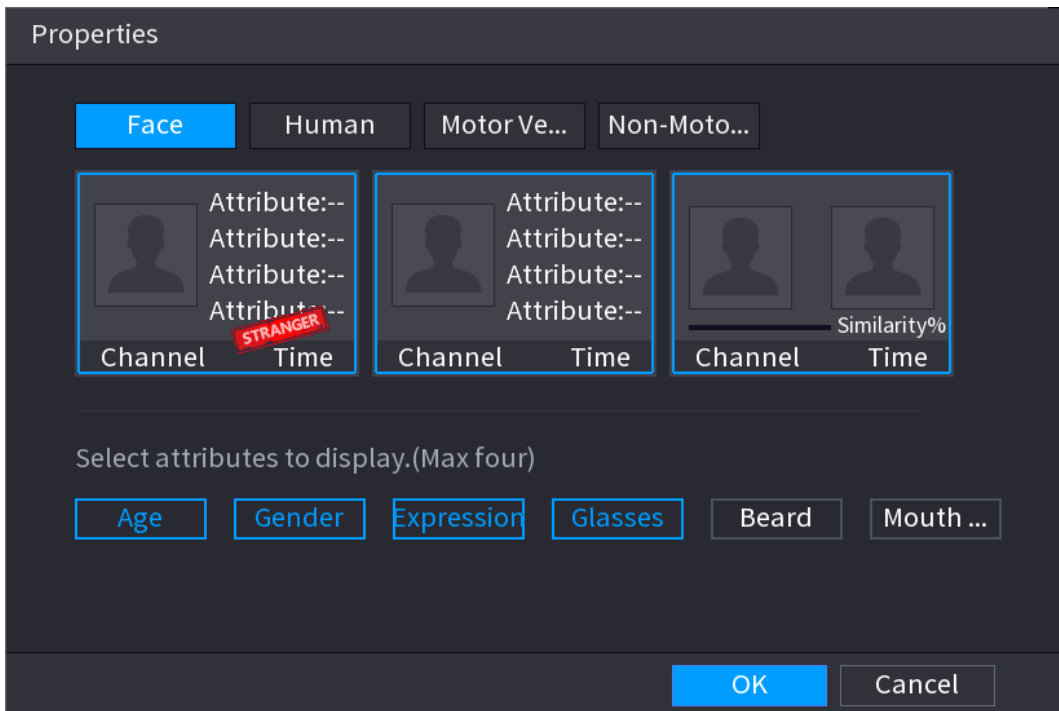 Properties
Face Human Motor Ve... Non-Moto...
Attribute:-- Attribute:--
Attribute:-- Attribute:--
Attribute:-- Attribute:--
Attribute:-- Attribute:--
STRANGER Similarity%
Channel Time Channel Time Channel Time
Select attributes to display.(Max four)
Age Gender Expression Glasses Beard Mouth ...
OK Cancel